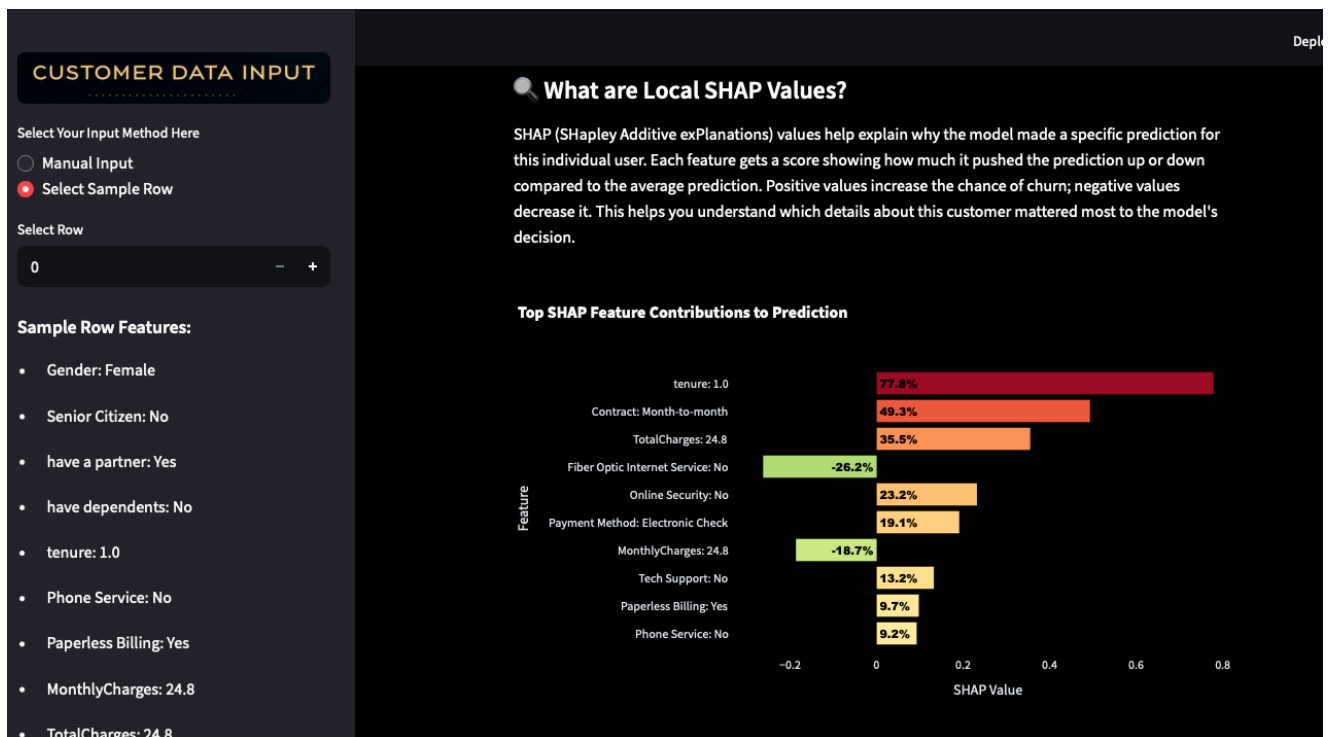 Deplo
CUSTOMER DATA INPUT
Select Your Input Method Here
Manual Input
Select Sample Row
Select Row
0
− +
Sample Row Features:
• Gender: Female
• Senior Citizen: No
• have a partner: Yes
• have dependents: No
• tenure: 1.0
• Phone Service: No
• Paperless Billing: Yes
• MonthlyCharges: 24.8
• TotalCharges: 24.8
What are Local SHAP Values?
SHAP (SHapley Additive exPlanations) values help explain why the model made a specific prediction for
this individual user. Each feature gets a score showing how much it pushed the prediction up or down
compared to the average prediction. Positive values increase the chance of churn; negative values
decrease it. This helps you understand which details about this customer mattered most to the model's
decision.
Top SHAP Feature Contributions to Prediction
Feature
tenure: 1.0 77.8%
Contract: Month-to-month 49.3%
TotalCharges: 24.8 35.5%
Fiber Optic Internet Service: No -26.2%
Online Security: No 23.2%
Payment Method: Electronic Check 19.1%
MonthlyCharges: 24.8 -18.7%
Tech Support: No 13.2%
Paperless Billing: Yes 9.7%
Phone Service: No 9.2%
−0.2 0 0.2 0.4 0.6 0.8
SHAP Value